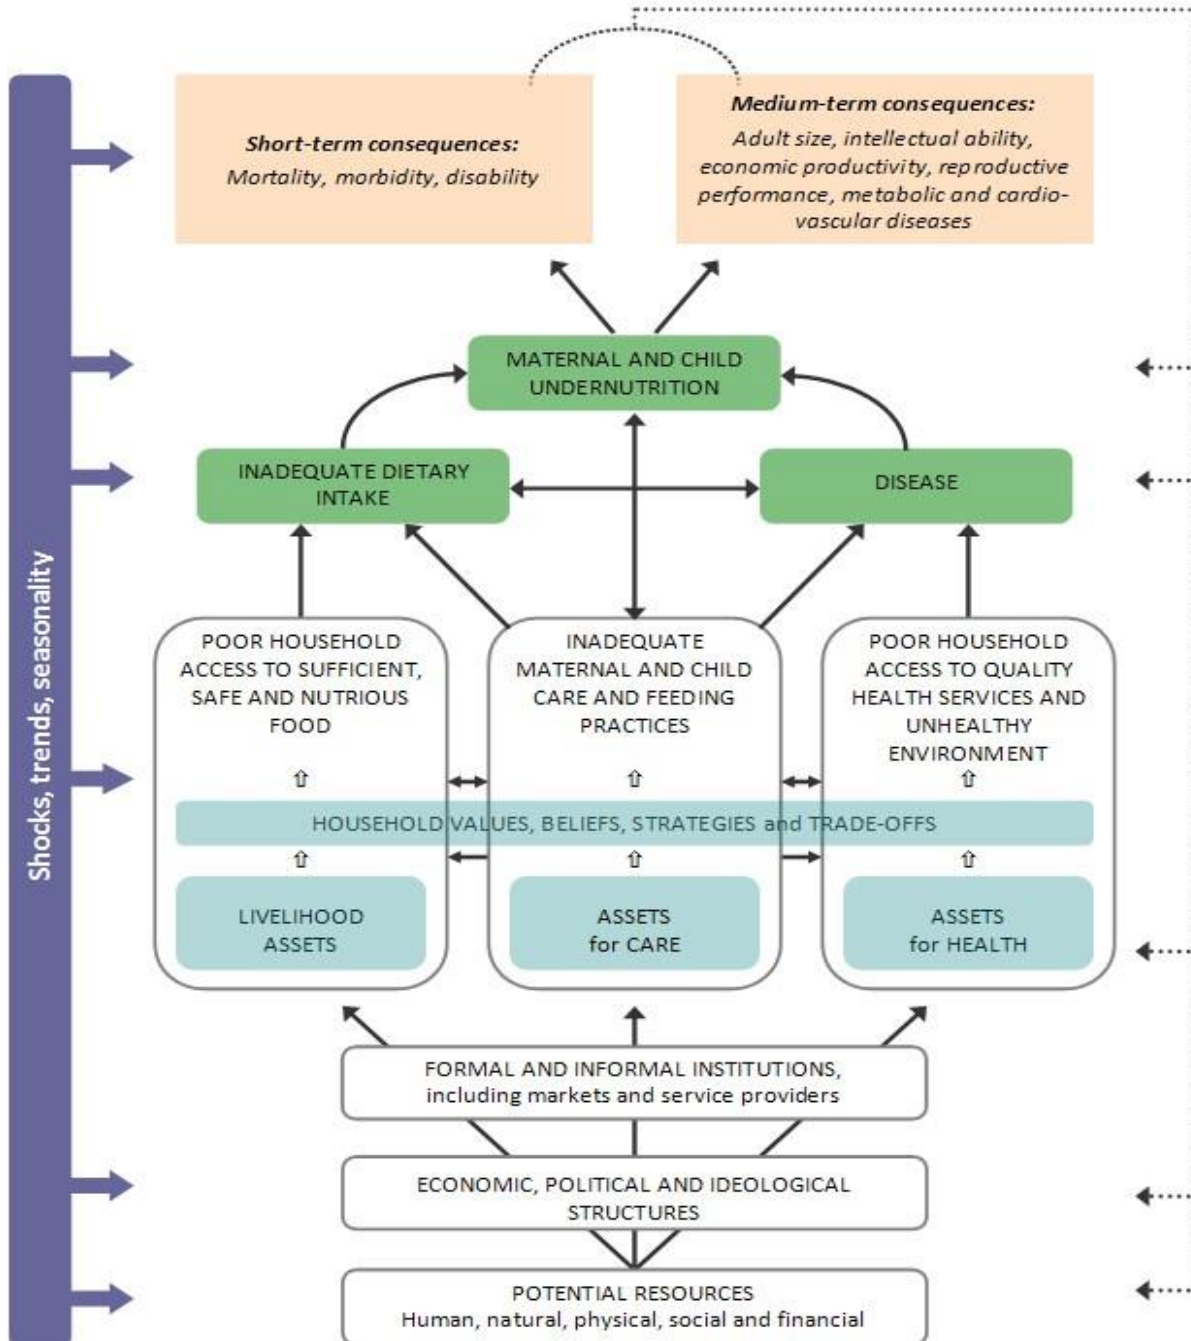 Shocks, trends, seasonality
Short-term consequences:
Mortality, morbidity, disability
Medium-term consequences:
Adult size, intellectual ability,
economic productivity, reproductive
performance, metabolic and cardio-
vascular diseases
MATERNAL AND CHILD
UNDERNUTRITION
INADEQUATE DIETARY
INTAKE
DISEASE
POOR HOUSEHOLD
ACCESS TO SUFFICIENT,
SAFE AND NUTRIOUS
FOOD
INADEQUATE
MATERNAL AND CHILD
CARE AND FEEDING
PRACTICES
POOR HOUSEHOLD
ACCESS TO QUALITY
HEALTH SERVICES AND
UNHEALTHY
ENVIRONMENT
HOUSEHOLD VALUES, BELIEFS, STRATEGIES and TRADE-OFFS
LIVELIHOOD
ASSETS
ASSETS
for CARE
ASSETS
for HEALTH
FORMAL AND INFORMAL INSTITUTIONS,
including markets and service providers
ECONOMIC, POLITICAL AND IDEOLOGICAL
STRUCTURES
POTENTIAL RESOURCES
Human, natural, physical, social and financial